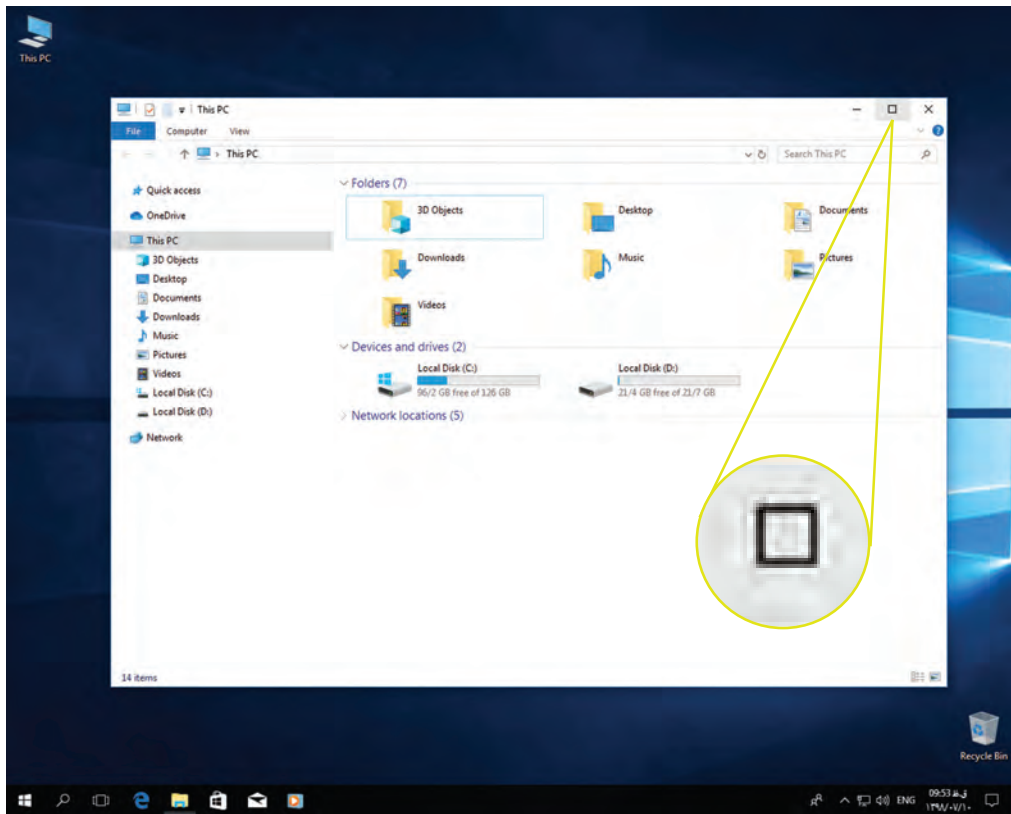 This PC
This PC
File Computer View
This PC
Search This PC
Quick access
OneDrive
This PC
3D Objects
Desktop
Documents
Downloads
Music
Pictures
Videos
Local Disk (C:)
Local Disk (D:)
Network
Folders (7)
3D Objects
Desktop
Documents
Downloads
Music
Pictures
Videos
Devices and drives (2)
Local Disk (C:)
96/2 GB free of 126 GB
Local Disk (D:)
21/4 GB free of 21/7 GB
Network locations (5)
14 items
Recycle Bin
ENG
09:53 ق.ظ
۱۳۹۸/۰۷/۱۰